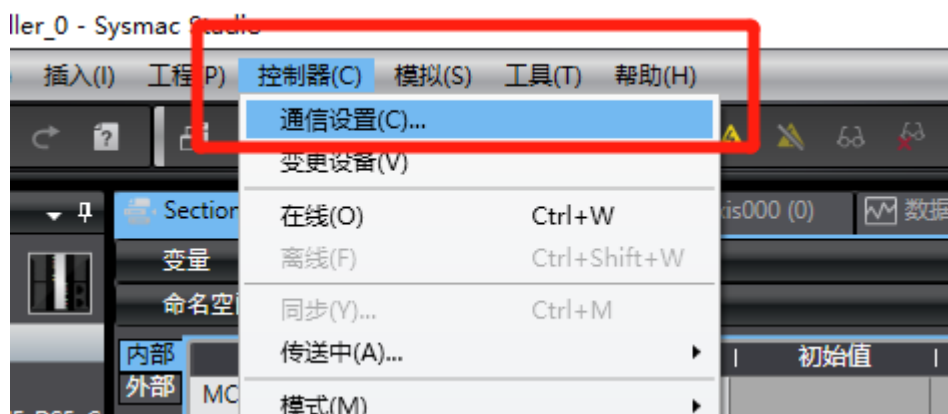 ller_0 - Sysmac Studio
插入(I) 工程(P) 控制器(C) 模拟(S) 工具(T) 帮助(H)
通信设置(C)...
变更设备(V)
Section
在线(O) Ctrl+W
xis000 (0) 数据
变量
离线(F) Ctrl+Shift+W
命名空
同步(Y)... Ctrl+M
内部
传送中(A)...
初始值
外部
MC
模式(M)